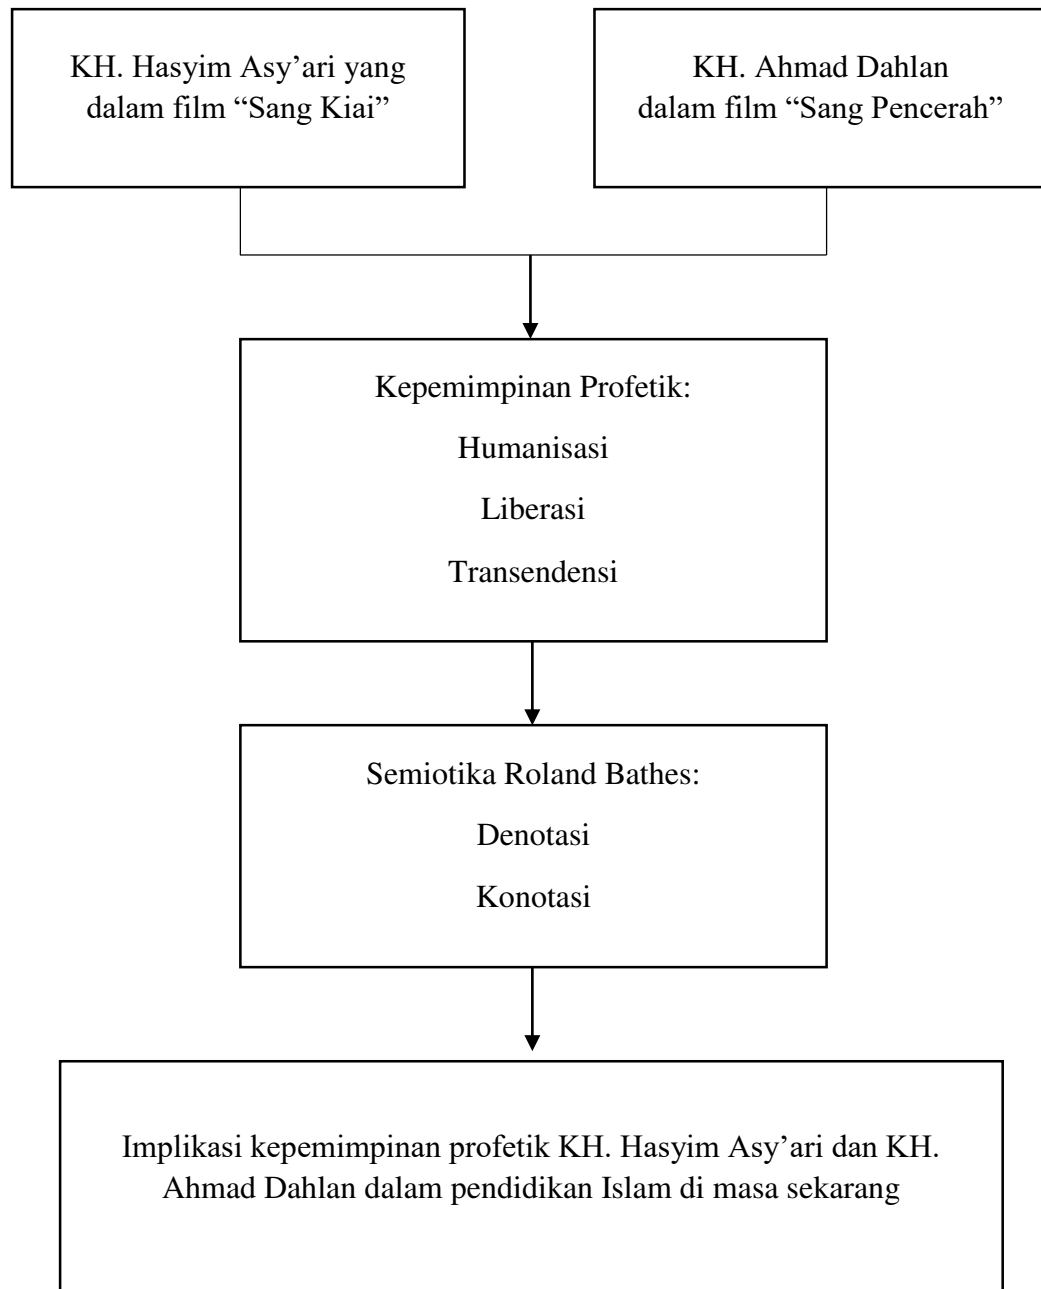 KH. Hasyim Asy’ari yang
dalam film “Sang Kiai”
KH. Ahmad Dahlan
dalam film “Sang Pencerah”
Kepemimpinan Profetik:
Humanisasi
Liberasi
Transendensi
Semiotika Roland Bathes:
Denotasi
Konotasi
Implikasi kepemimpinan profetik KH. Hasyim Asy’ari dan KH.
Ahmad Dahlan dalam pendidikan Islam di masa sekarang